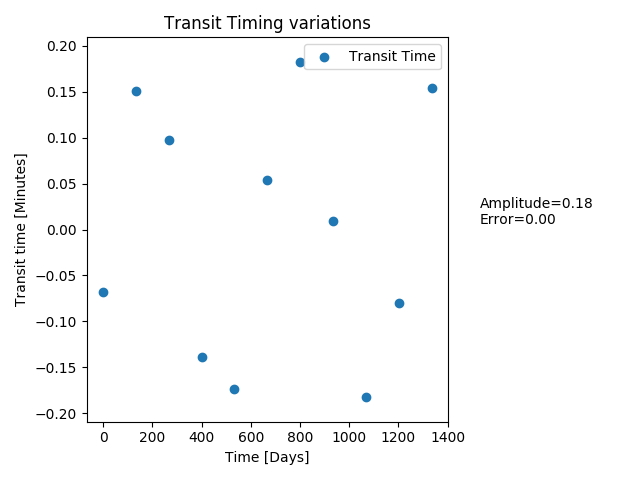 Transit Timing variations
Transit Time
0.20
0.15
0.10
0.05
0.00
−0.05
−0.10
−0.15
−0.20
Transit time [Minutes]
Amplitude=0.18
Error=0.00
0 200 400 600 800 1000 1200 1400
Time [Days]